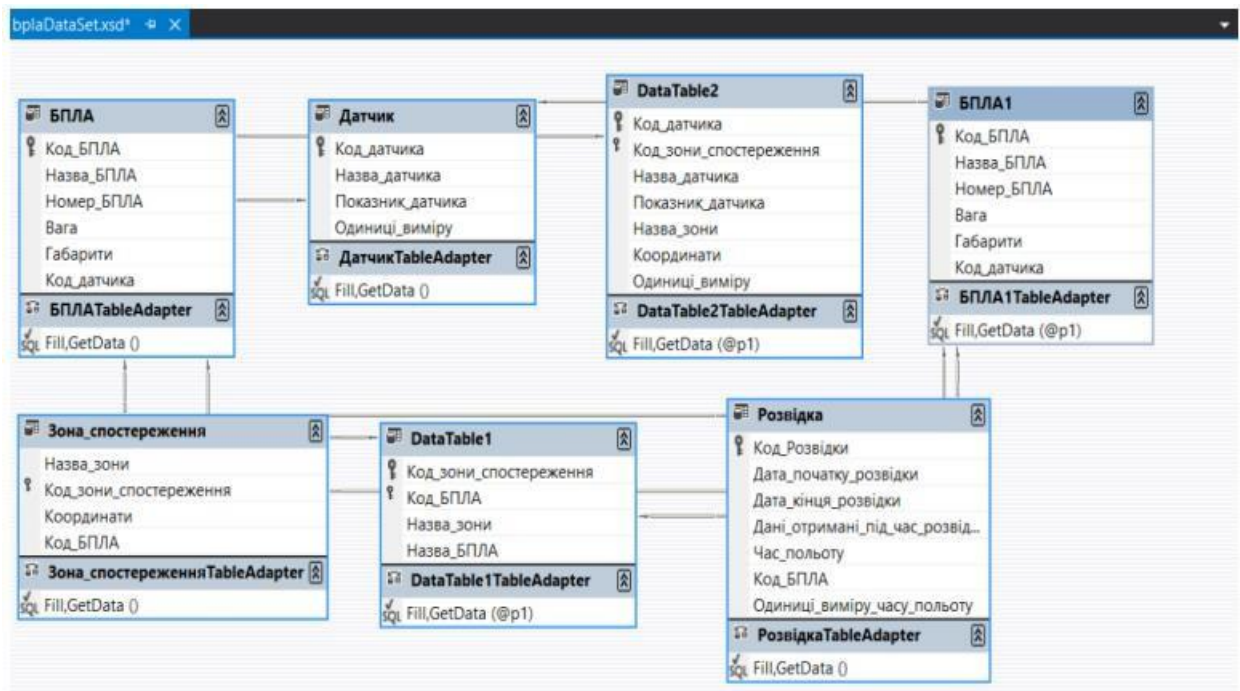 bplaDataSet.xsd*
БПЛА
Код_БПЛА
Назва_БПЛА
Номер_БПЛА
Вага
Габарити
Код_датчика
БПЛАTableAdapter
Fill,GetData ()
Датчик
Код_датчика
Назва_датчика
Показник_датчика
Одиниці_виміру
ДатчикTableAdapter
Fill,GetData ()
DataTable2
Код_датчика
Код_зони_спостереження
Назва_датчика
Показник_датчика
Назва_зони
Координати
Одиниці_виміру
DataTable2TableAdapter
Fill,GetData (@p1)
БПЛА1
Код_БПЛА
Назва_БПЛА
Номер_БПЛА
Вага
Габарити
Код_датчика
БПЛА1TableAdapter
Fill,GetData (@p1)
Зона_спостереження
Назва_зони
Код_зони_спостереження
Координати
Код_БПЛА
Зона_спостереженняTableAdapter
Fill,GetData ()
DataTable1
Код_зони_спостереження
Код_БПЛА
Назва_зони
Назва_БПЛА
DataTable1TableAdapter
Fill,GetData (@p1)
Розвідка
Код_Розвідки
Дата_початку_розвідки
Дата_кінця_розвідки
Дані_отримані_під_час_розвід...
Час_польоту
Код_БПЛА
Одиниці_виміру_часу_польоту
РозвідкаTableAdapter
Fill,GetData ()